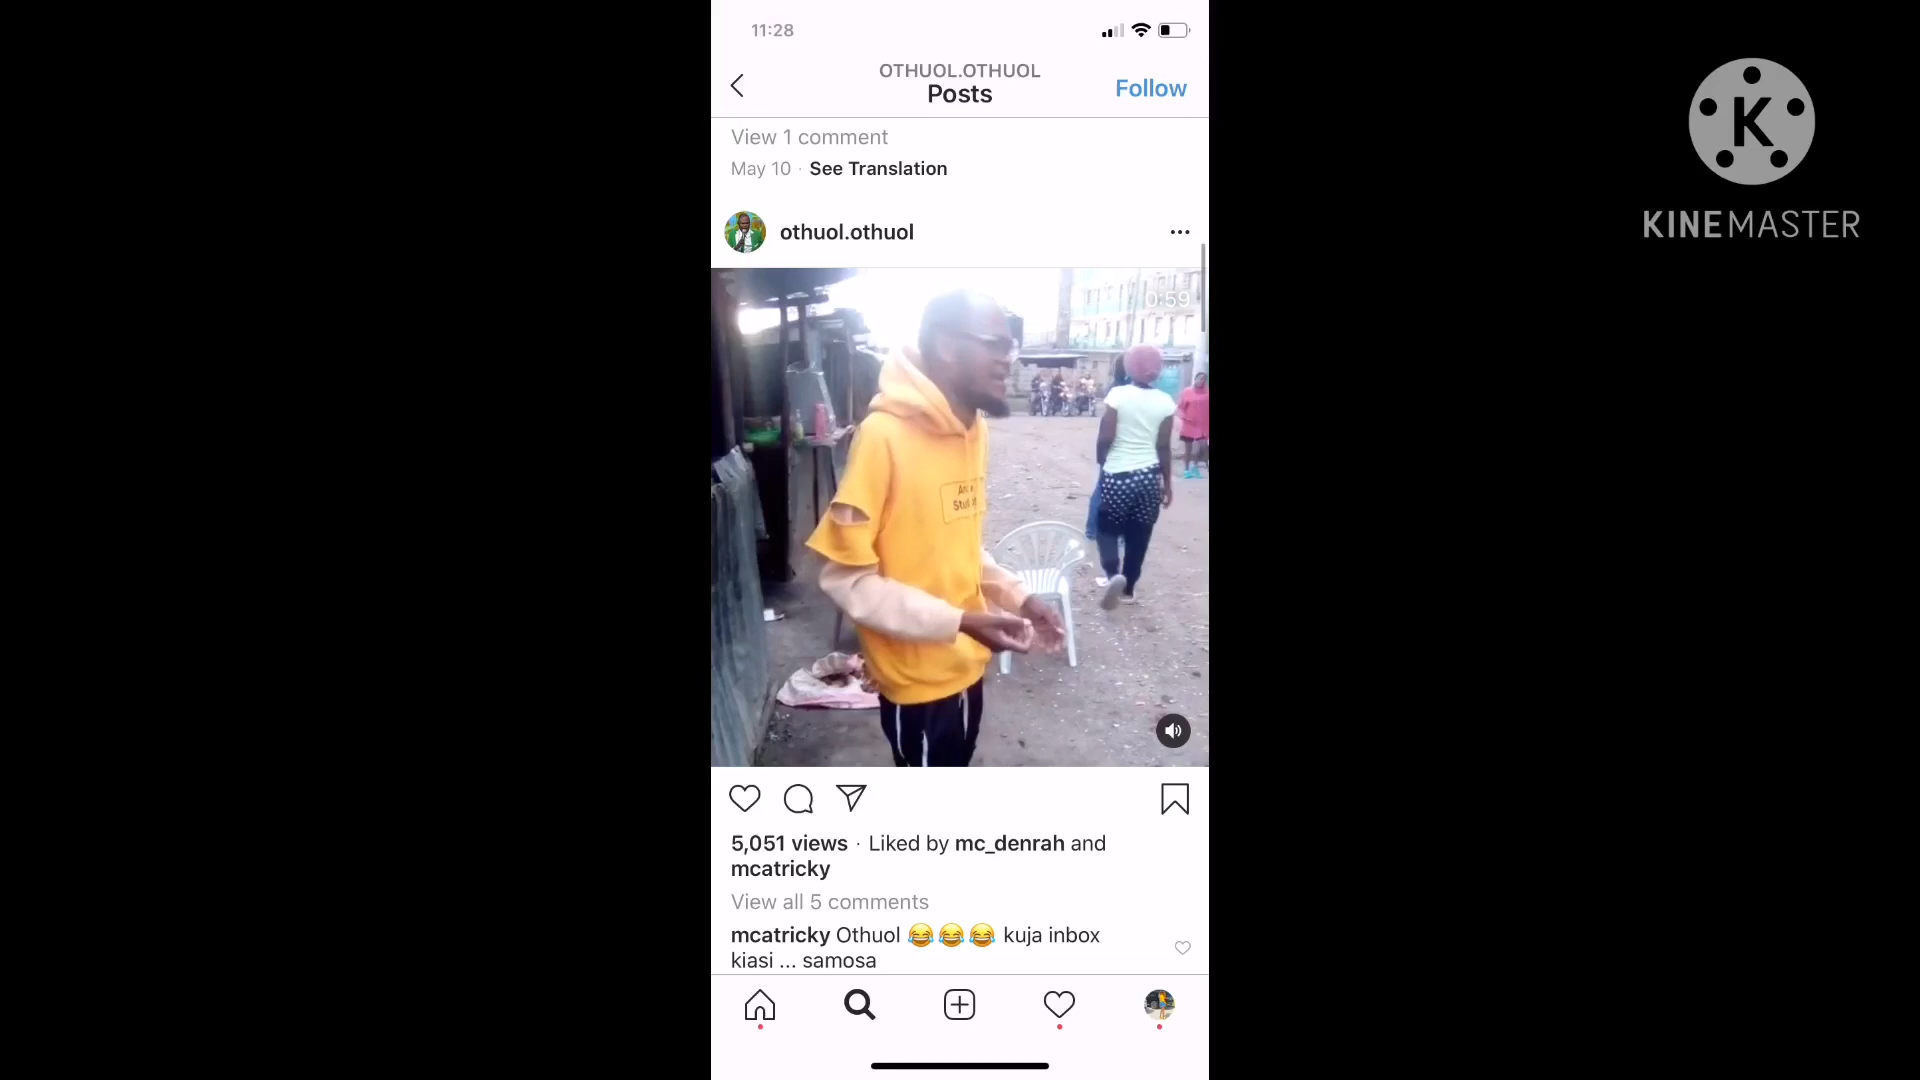 11:28
OTHUOL.OTHUOL
Posts
Follow
View 1 comment
May 10 · See Translation
othuol.othuol
0:59
5,051 views · Liked by mc_denrah and
mcatricky
View all 5 comments
mcatricky Othuol 😂😂😂 kuja inbox
kiasi ... samosa
K
KINEMASTER